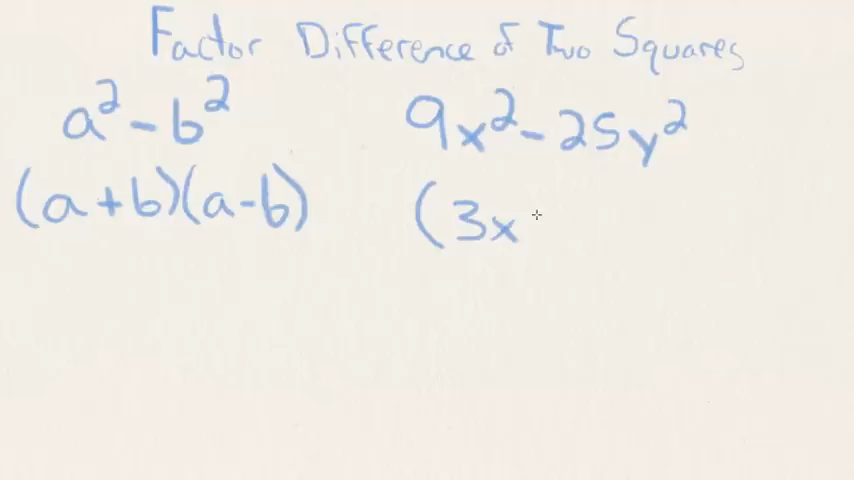 Factor Difference of Two Squares
a² - b²
(a + b)(a - b)
9x² - 25y²
(3x